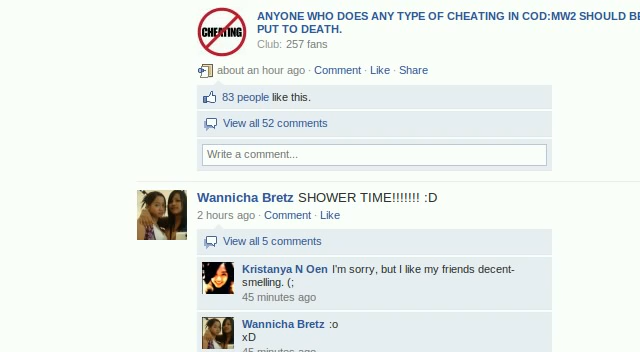 CHEATING
ANYONE WHO DOES ANY TYPE OF CHEATING IN COD:MW2 SHOULD BE
PUT TO DEATH.
Club: 257 fans
about an hour ago · Comment · Like · Share
83 people like this.
View all 52 comments
Write a comment...
Wannicha Bretz SHOWER TIME!!!!!!! :D
2 hours ago · Comment · Like
View all 5 comments
Kristanya N Oen I'm sorry, but I like my friends decent-
smelling. (;
45 minutes ago
Wannicha Bretz :o
xD
45 minutes ago